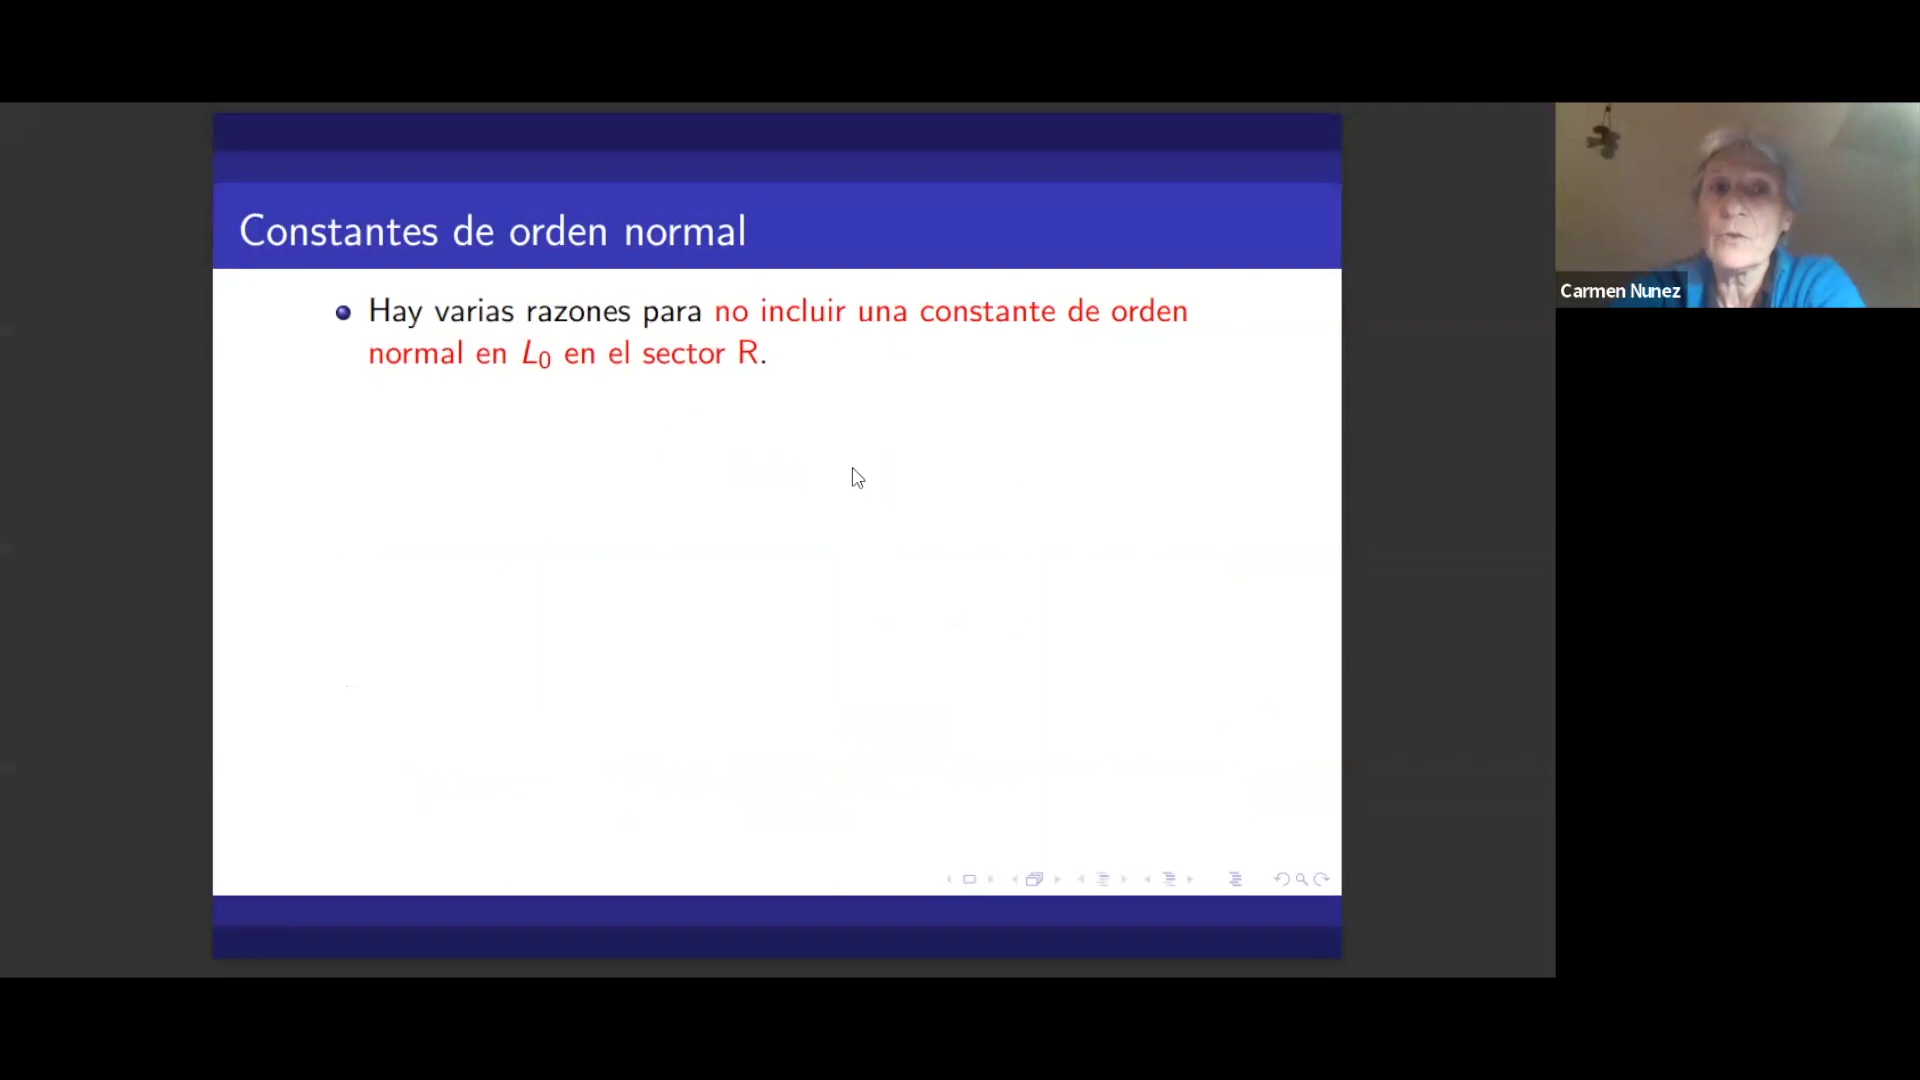 Constantes de orden normal
Hay varias razones para no incluir una constante de orden
normal en L₀ en el sector R.
Carmen Nunez